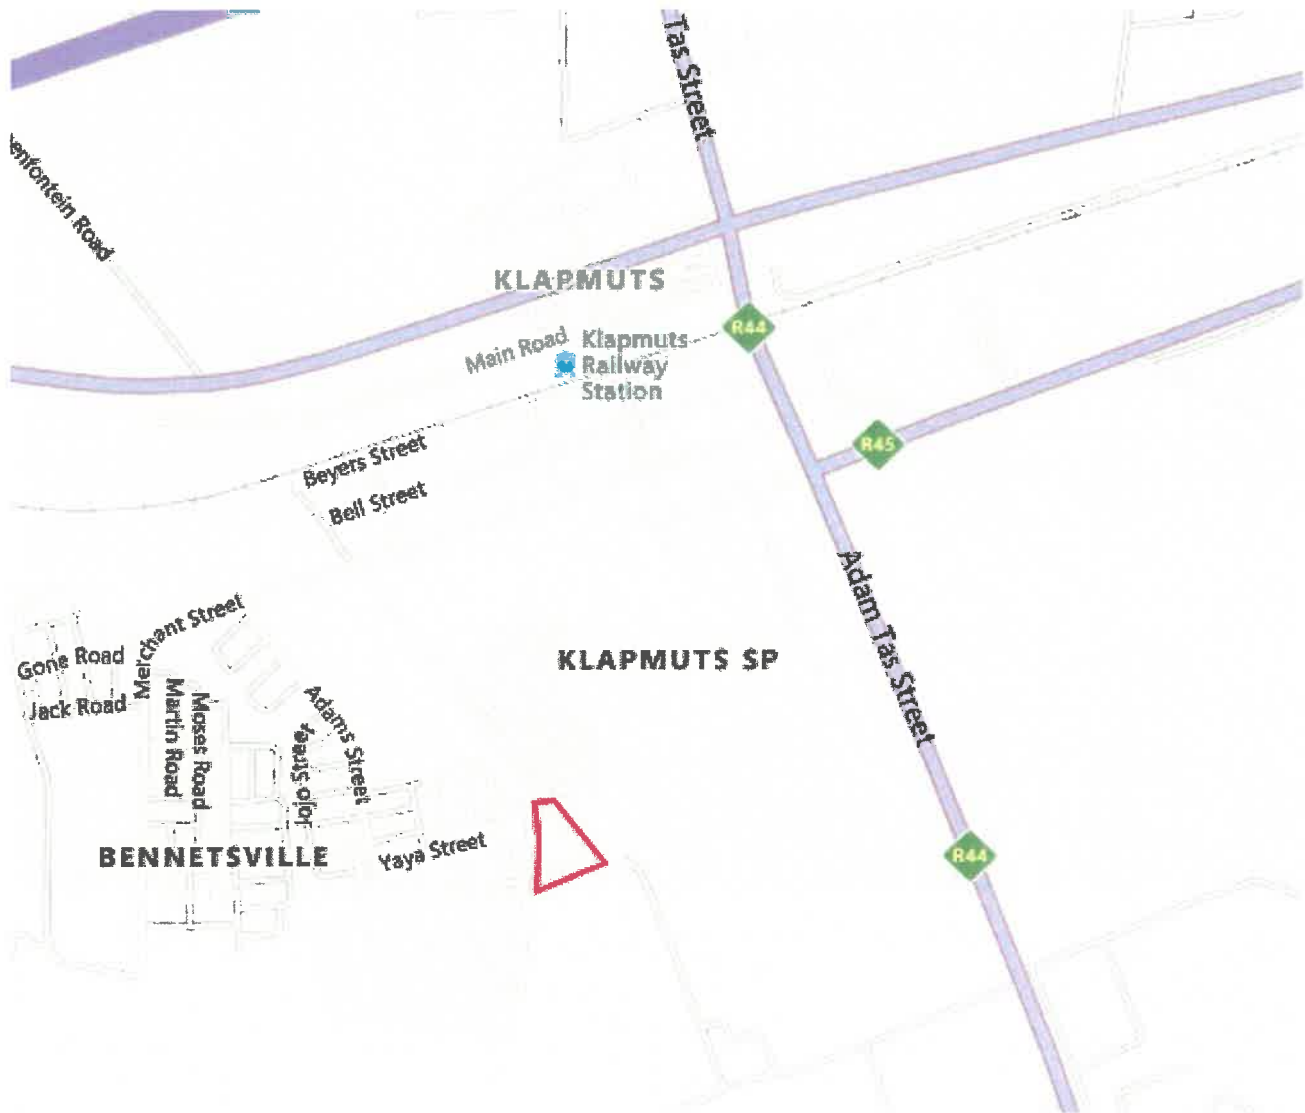 Tas Street
enfontein Road
KLAPMUTS
R44
Main Road
Klapmuts
Railway
Station
R45
Beyers Street
Bell Street
Adam Tas Street
Merchant Street
Gone Road
KLAPMUTS SP
Jack Road
Martin Road
Moses Road
Adams Street
Jojo Street
Yaya Street
BENNETSVILLE
R44